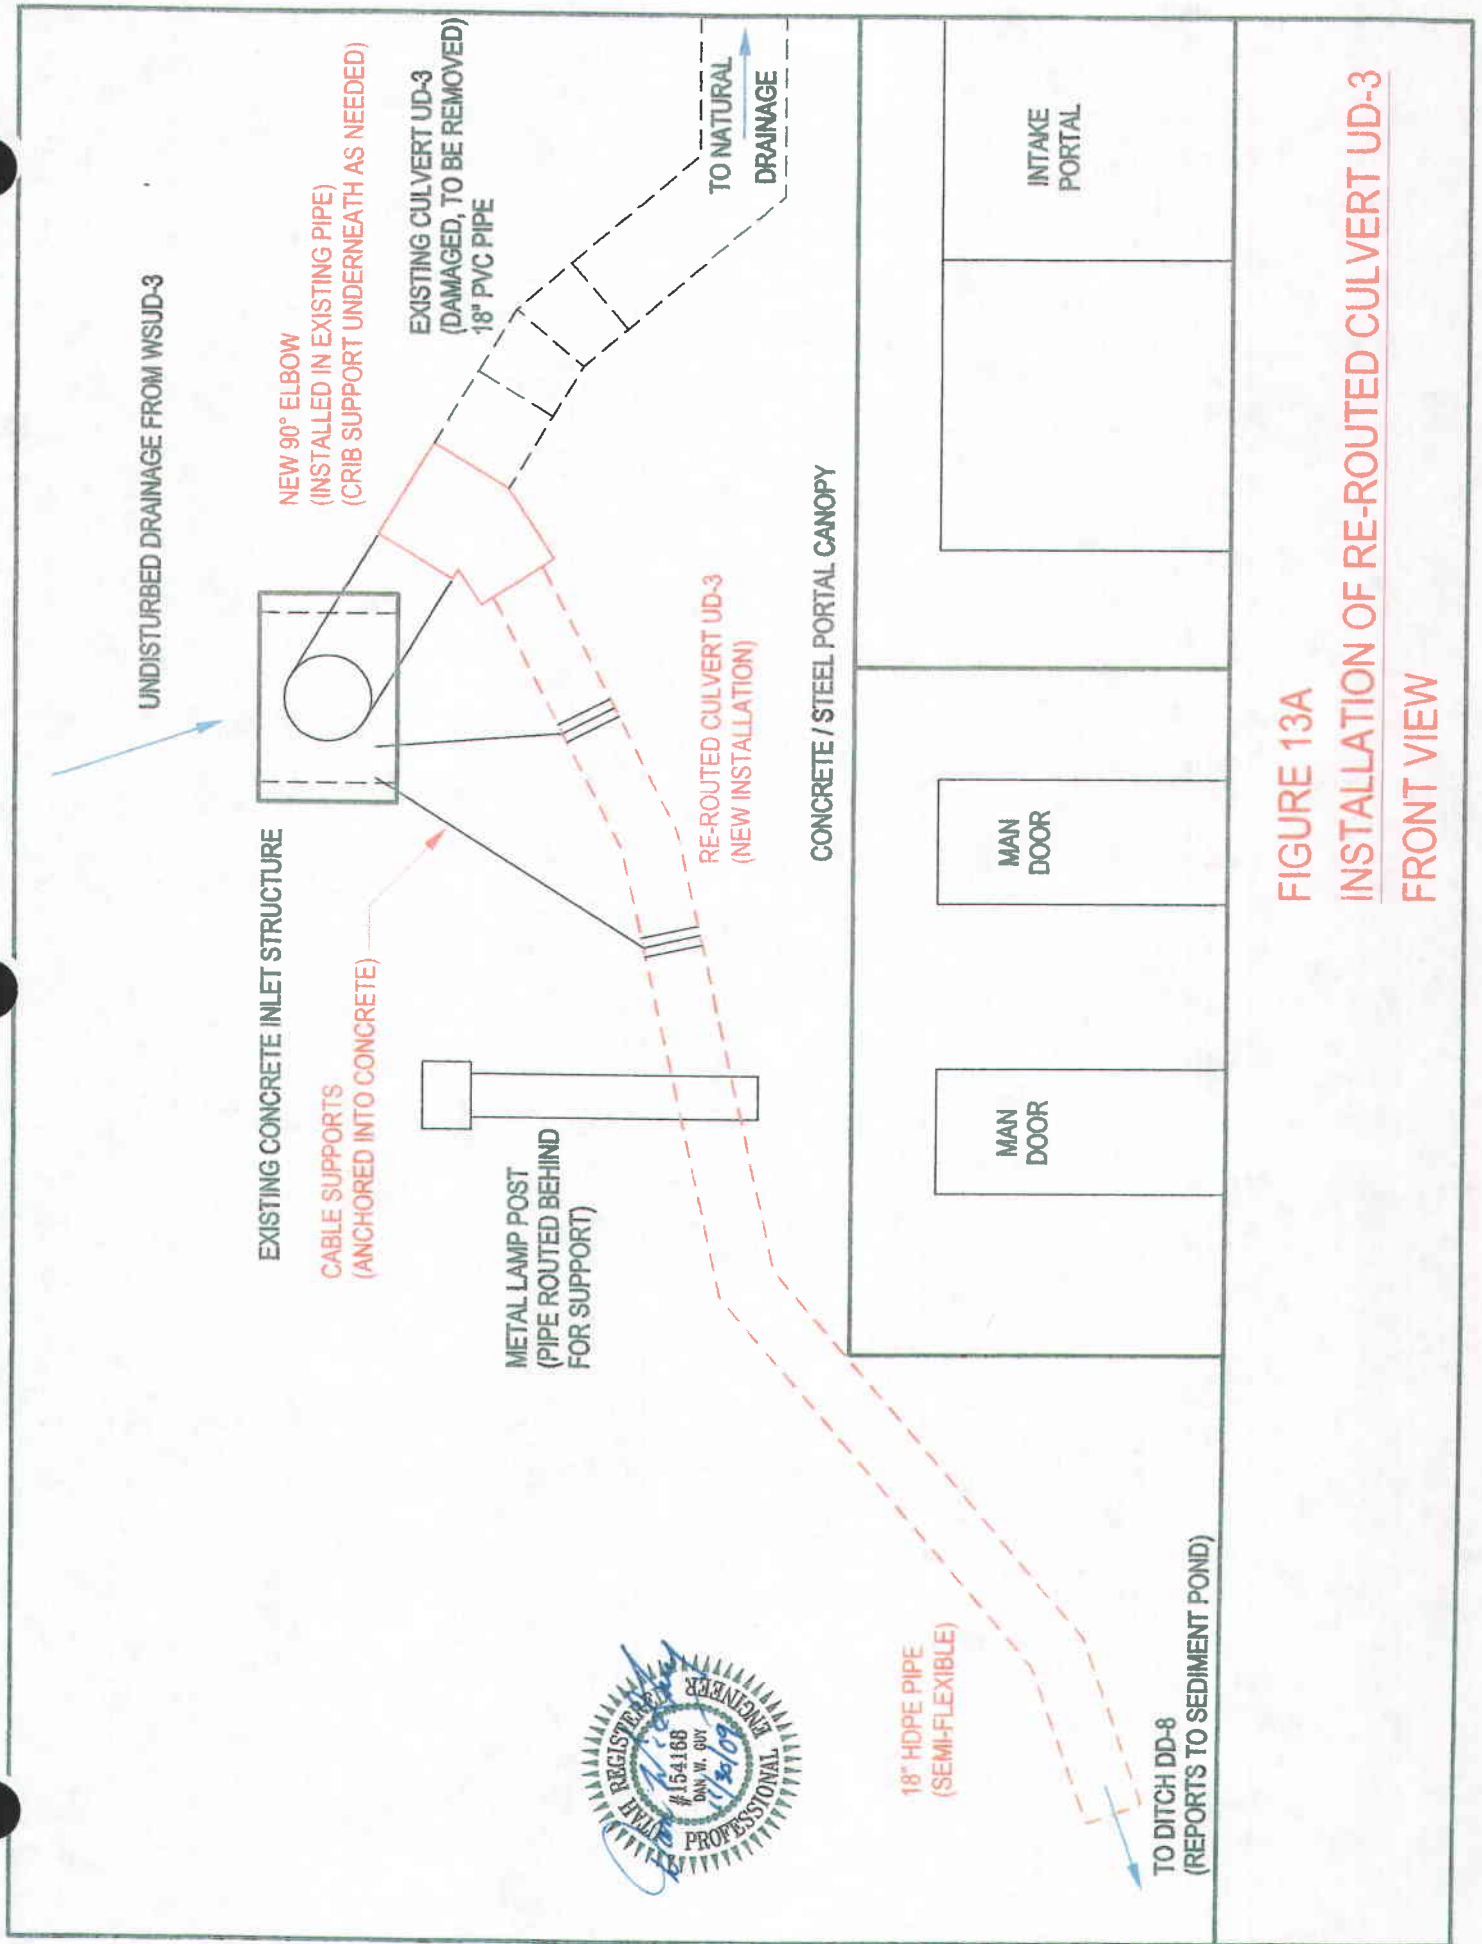 UNDISTURBED DRAINAGE FROM WSUD-3
NEW 90° ELBOW
(INSTALLED IN EXISTING PIPE)
(CRIB SUPPORT UNDERNEATH AS NEEDED)
EXISTING CULVERT UD-3
(DAMAGED, TO BE REMOVED)
18" PVC PIPE
TO NATURAL
DRAINAGE
EXISTING CONCRETE INLET STRUCTURE
CABLE SUPPORTS
(ANCHORED INTO CONCRETE)
METAL LAMP POST
(PIPE ROUTED BEHIND
FOR SUPPORT)
RE-ROUTED CULVERT UD-3
(NEW INSTALLATION)
CONCRETE / STEEL PORTAL CANOPY
MAN
DOOR
MAN
DOOR
INTAKE
PORTAL
18" HDPE PIPE
(SEMI-FLEXIBLE)
TO DITCH DD-8
(REPORTS TO SEDIMENT POND)
UTAH REGISTERED
PROFESSIONAL ENGINEER
#154168
DAN W. GUY
11/30/09
FIGURE 13A
INSTALLATION OF RE-ROUTED CULVERT UD-3
FRONT VIEW